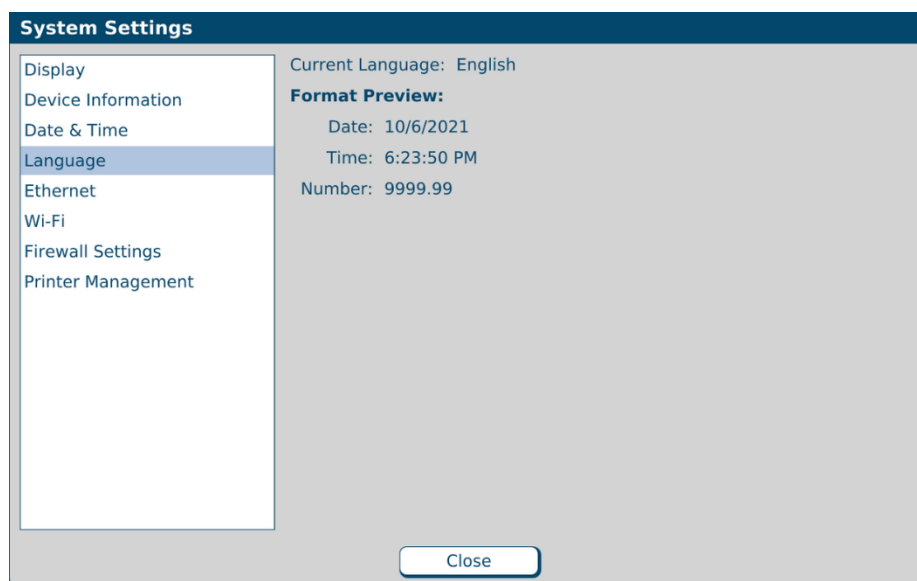 System Settings
Display
Device Information
Date & Time
Language
Ethernet
Wi-Fi
Firewall Settings
Printer Management
Current Language: English
Format Preview:
Date: 10/6/2021
Time: 6:23:50 PM
Number: 9999.99
Close